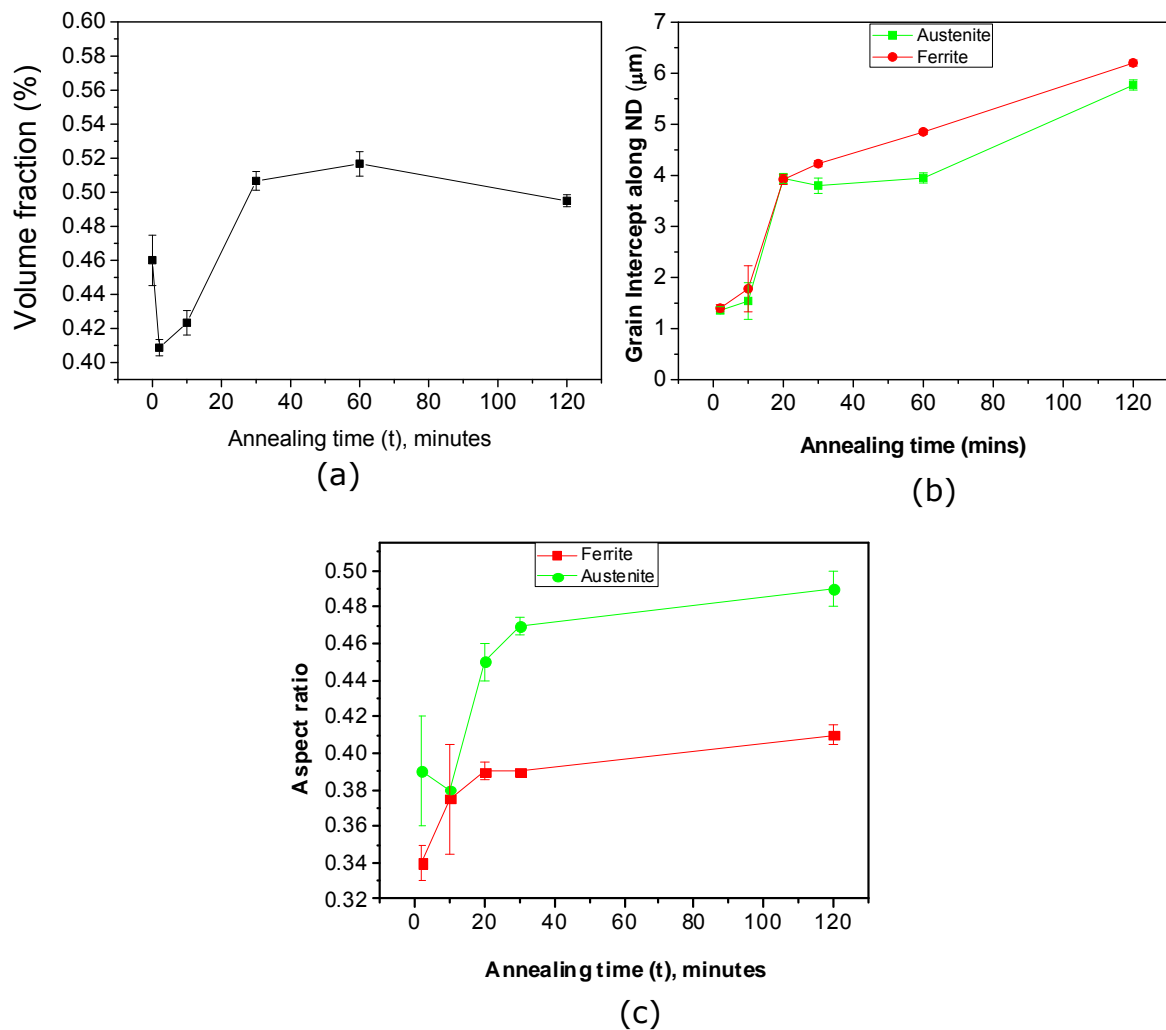 0.60
0.58
0.56
0.54
0.52
0.50
0.48
0.46
0.44
0.42
0.40
Volume fraction (%)
0 20 40 60 80 100 120
Annealing time (t), minutes
(a)
7
6
5
4
3
2
1
0
Grain Intercept along ND (μm)
Austenite
Ferrite
0 20 40 60 80 100 120
Annealing time (mins)
(b)
0.50
0.48
0.46
0.44
0.42
0.40
0.38
0.36
0.34
0.32
Aspect ratio
Ferrite
Austenite
0 20 40 60 80 100 120
Annealing time (t), minutes
(c)